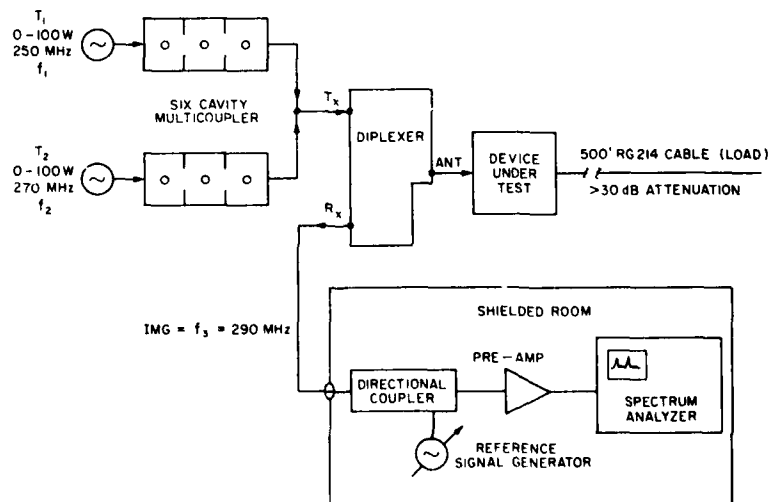 T₁
0-100W
250 MHz
f₁
SIX CAVITY
MULTICOUPLER
T₂
0-100W
270 MHz
f₂
Tₓ
DIPLEXER
ANT
Rₓ
DEVICE
UNDER
TEST
500' RG214 CABLE (LOAD)
>30 dB ATTENUATION
IMG = f₃ = 290 MHz
SHIELDED ROOM
DIRECTIONAL
COUPLER
PRE-AMP
SPECTRUM
ANALYZER
REFERENCE
SIGNAL GENERATOR